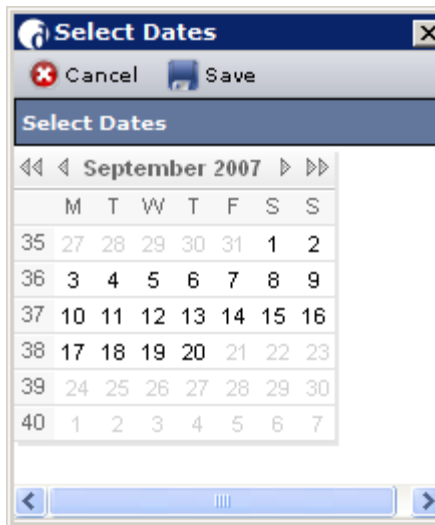 Select Dates
Cancel Save
Select Dates
September 2007
M T W T F S S
35 27 28 29 30 31 1 2
36 3 4 5 6 7 8 9
37 10 11 12 13 14 15 16
38 17 18 19 20 21 22 23
39 24 25 26 27 28 29 30
40 1 2 3 4 5 6 7